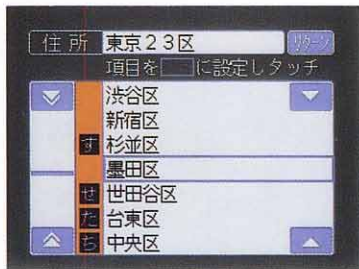 住所 東京23区 リターン
項目を に設定しタッチ
渋谷区
新宿区
す 杉並区
墨田区
せ 世田谷区
た 台東区
ち 中央区